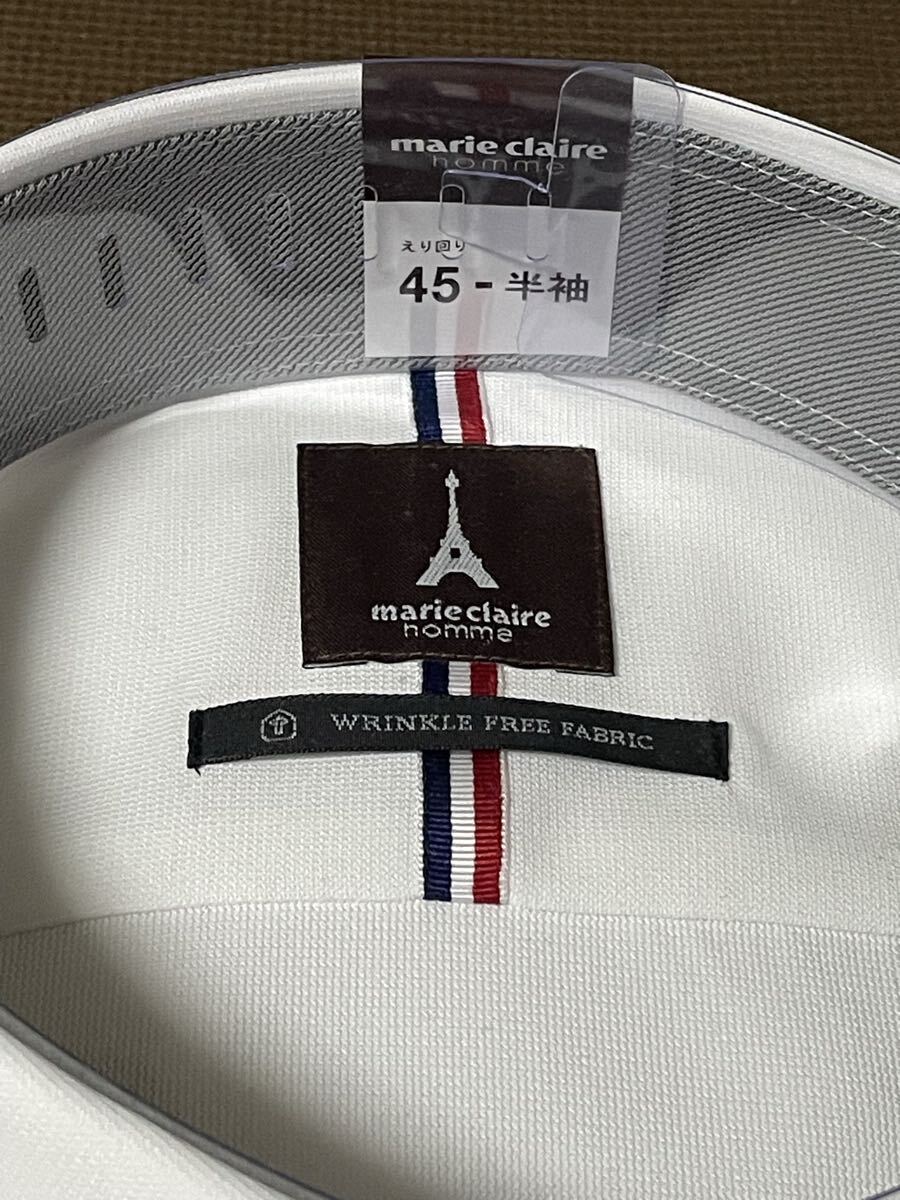 marie claire
homme
えり回り
45-半袖
marie claire
homme
WRINKLE FREE FABRIC